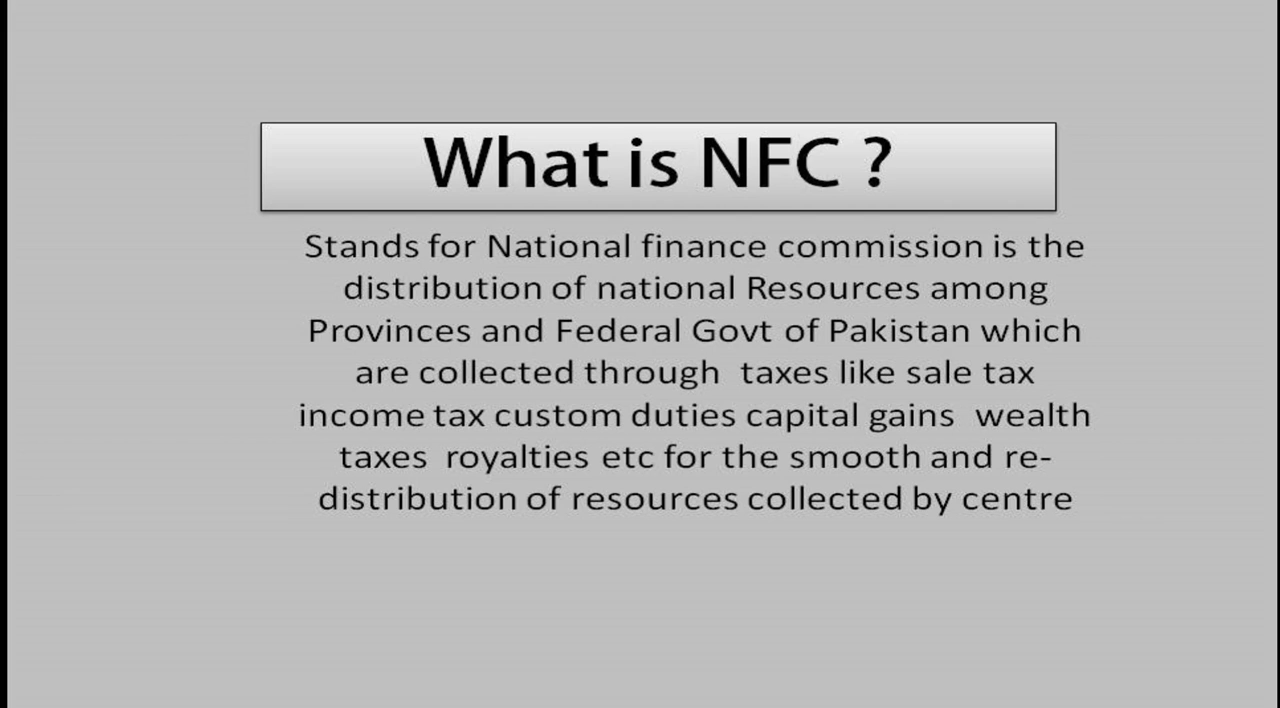 What is NFC ?
Stands for National finance commission is the
distribution of national Resources among
Provinces and Federal Govt of Pakistan which
are collected through taxes like sale tax
income tax custom duties capital gains wealth
taxes royalties etc for the smooth and re-
distribution of resources collected by centre